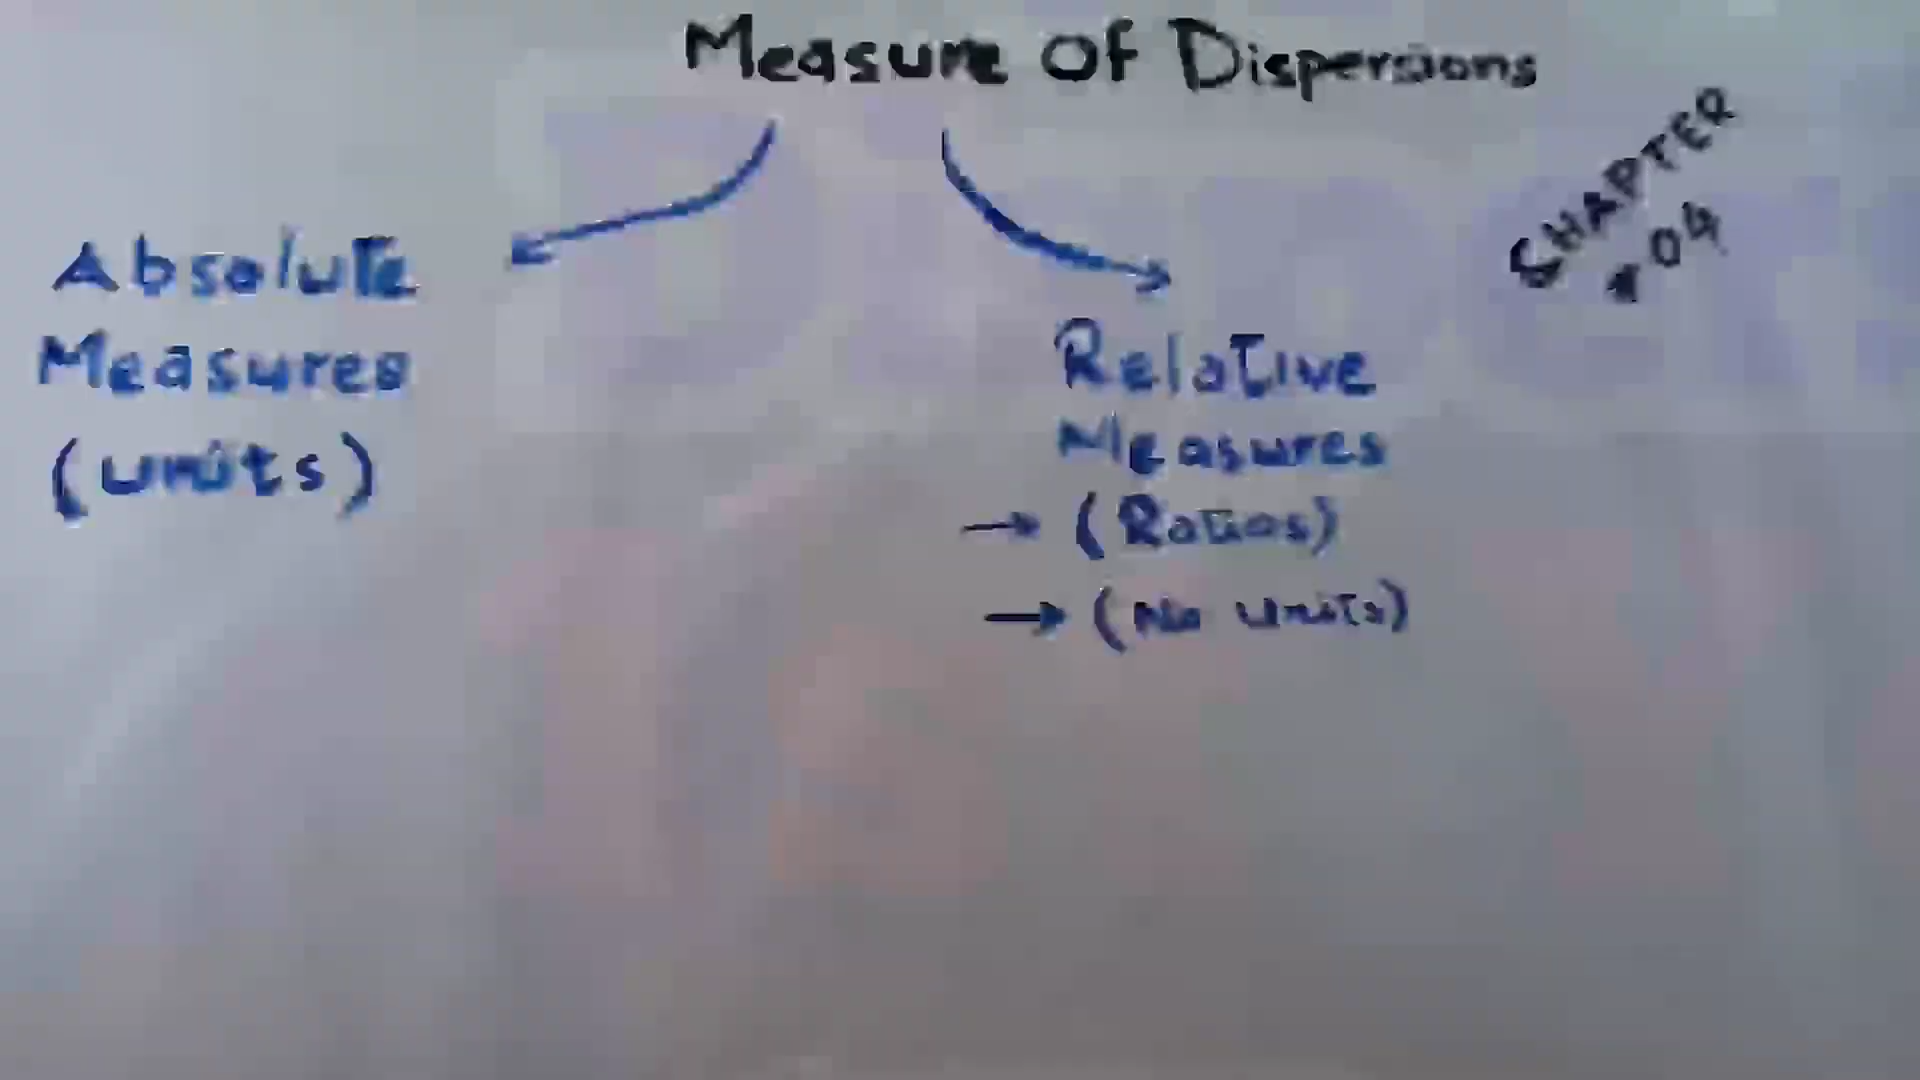 Measure Of Dispersions
CHAPTER
04
Absolute
Measures
(units)
Relative
Measures
→ (Ratios)
→ (No units)